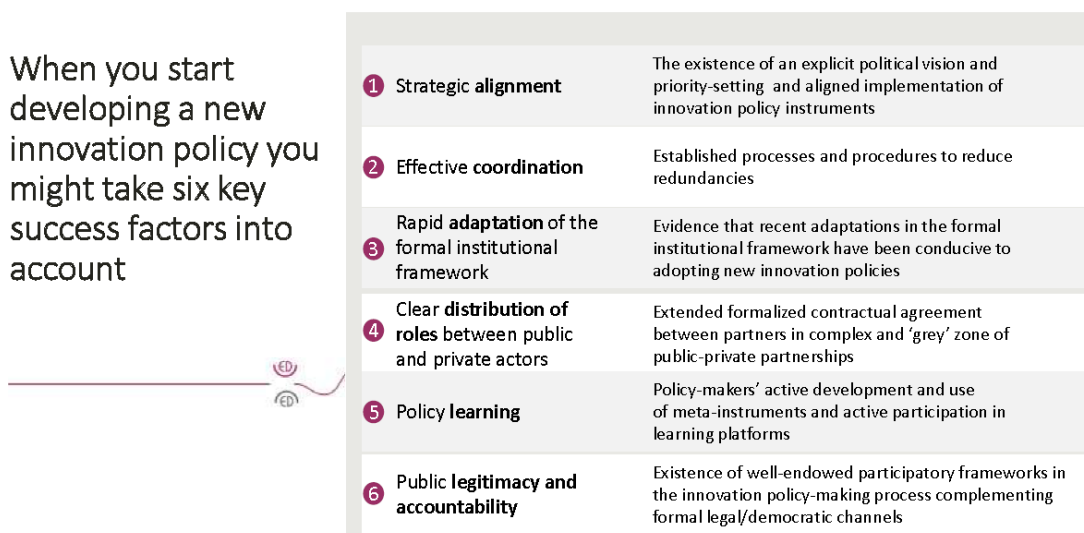 When you start
developing a new
innovation policy you
might take six key
success factors into
account
ED
ED
1 Strategic alignment
The existence of an explicit political vision and
priority-setting and aligned implementation of
innovation policy instruments
2 Effective coordination
Established processes and procedures to reduce
redundancies
3 Rapid adaptation of the
formal institutional
framework
Evidence that recent adaptations in the formal
institutional framework have been conducive to
adopting new innovation policies
4 Clear distribution of
roles between public
and private actors
Extended formalized contractual agreement
between partners in complex and ‘grey’ zone of
public-private partnerships
5 Policy learning
Policy-makers’ active development and use
of meta-instruments and active participation in
learning platforms
6 Public legitimacy and
accountability
Existence of well-endowed participatory frameworks in
the innovation policy-making process complementing
formal legal/democratic channels